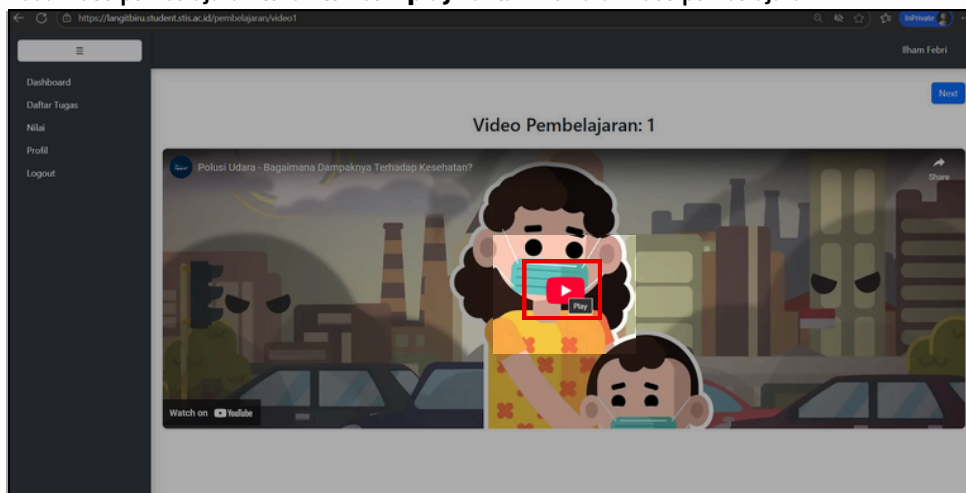 https://langitbiru.student.stis.ac.id/pembelajaran/video1
InPrivate
Ilham Febri
Dashboard
Daftar Tugas
Nilai
Profil
Logout
Next
Video Pembelajaran: 1
Polusi Udara - Bagaimana Dampaknya Terhadap Kesehatan?
Share
Play
Watch on YouTube